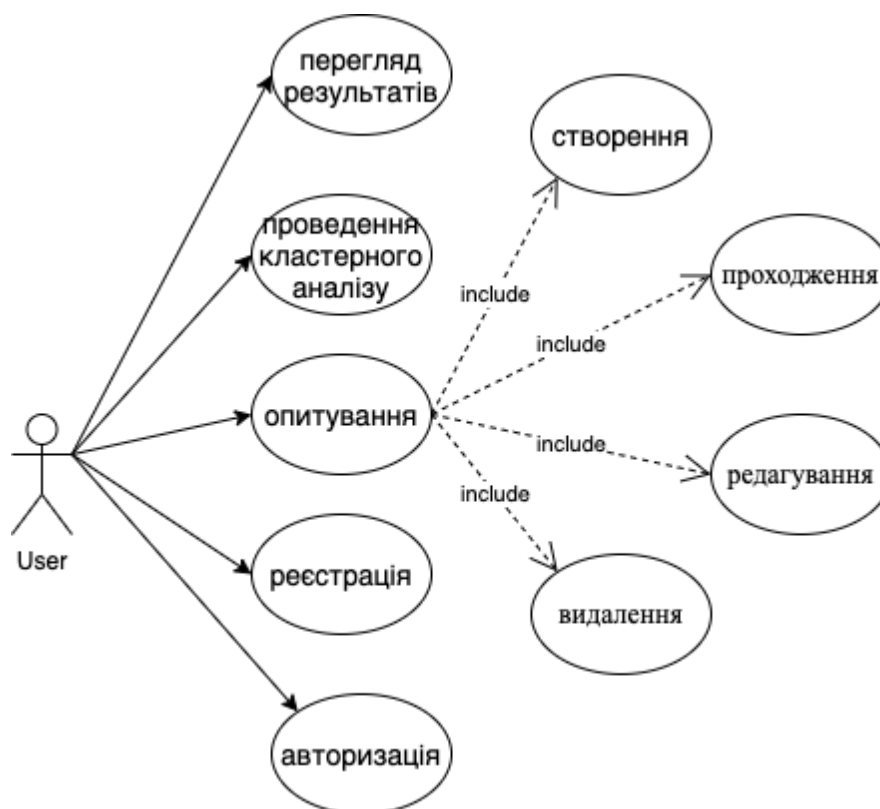 перегляд
результатів
створення
проведення
кластерного
аналізу
проходження
include
include
опитування
include
редагування
include
User
реєстрація
видалення
авторизація